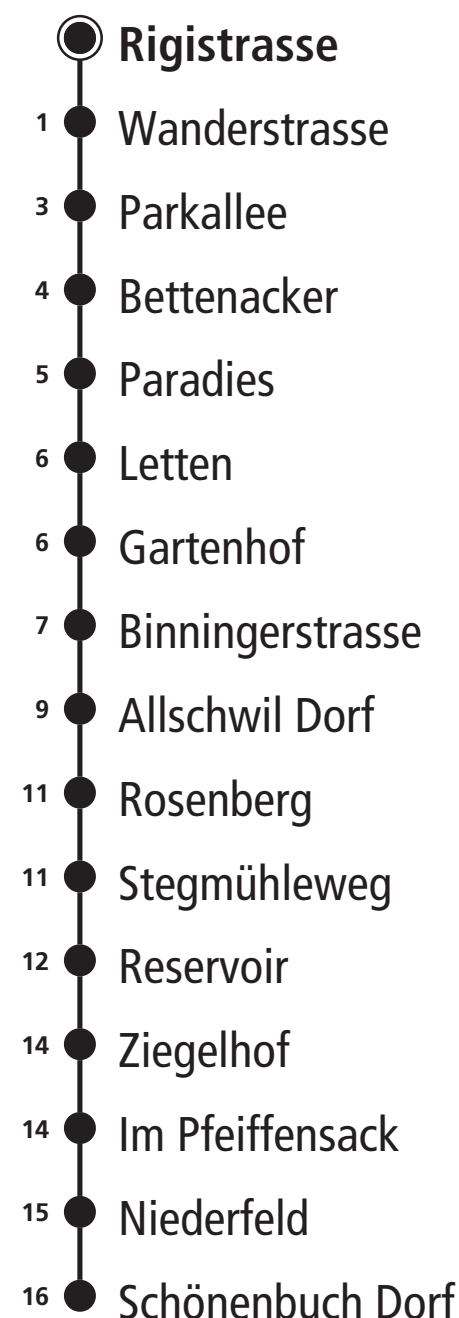 Rigistrasse
1 Wanderstrasse
3 Parkallee
4 Bettenacker
5 Paradies
6 Letten
6 Gartenhof
7 Binningerstrasse
9 Allschwil Dorf
11 Rosenberg
11 Stegmühleweg
12 Reservoir
14 Ziegelhof
14 Im Pfeiffensack
15 Niederfeld
16 Schönenbuch Dorf